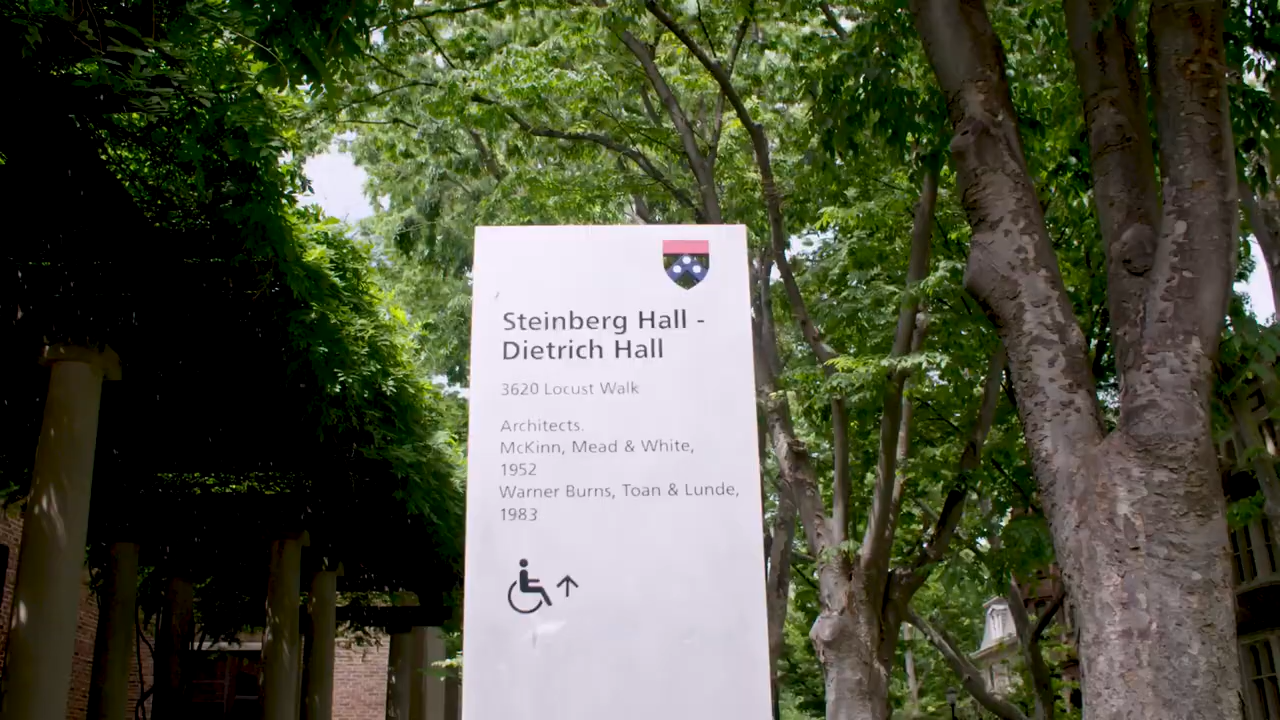 Steinberg Hall -
Dietrich Hall
3620 Locust Walk
Architects.
McKinn, Mead & White,
1952
Warner Burns, Toan & Lunde,
1983